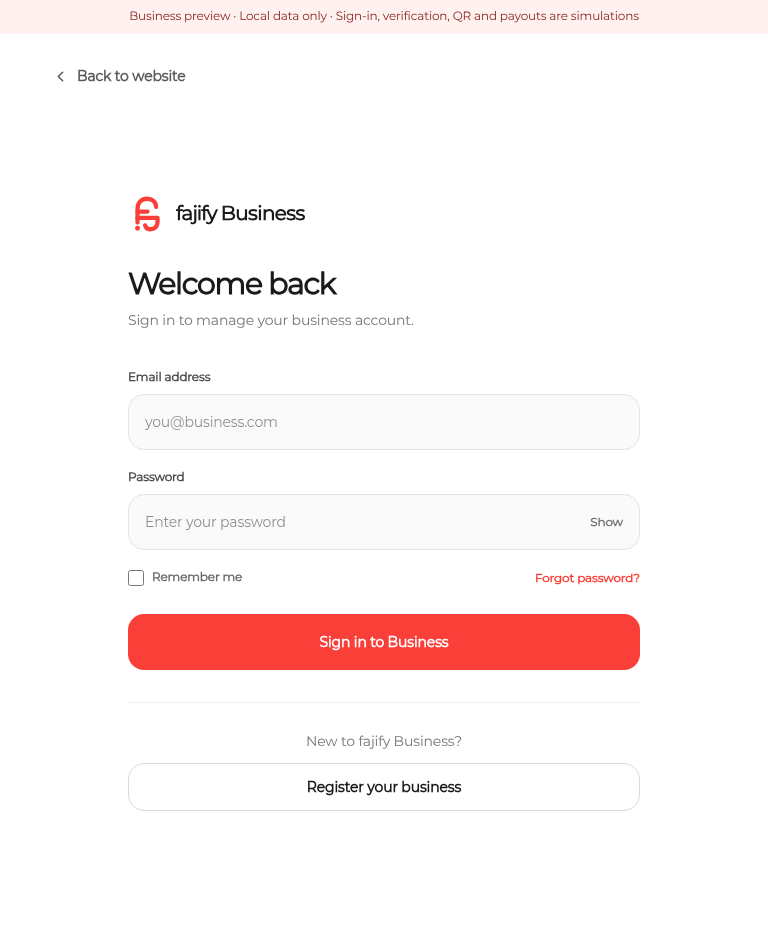 Business preview · Local data only · Sign-in, verification, QR and payouts are simulations
Back to website
fajify Business
Welcome back
Sign in to manage your business account.
Email address
you@business.com
Password
Enter your password
Show
Remember me
Forgot password?
Sign in to Business
New to fajify Business?
Register your business